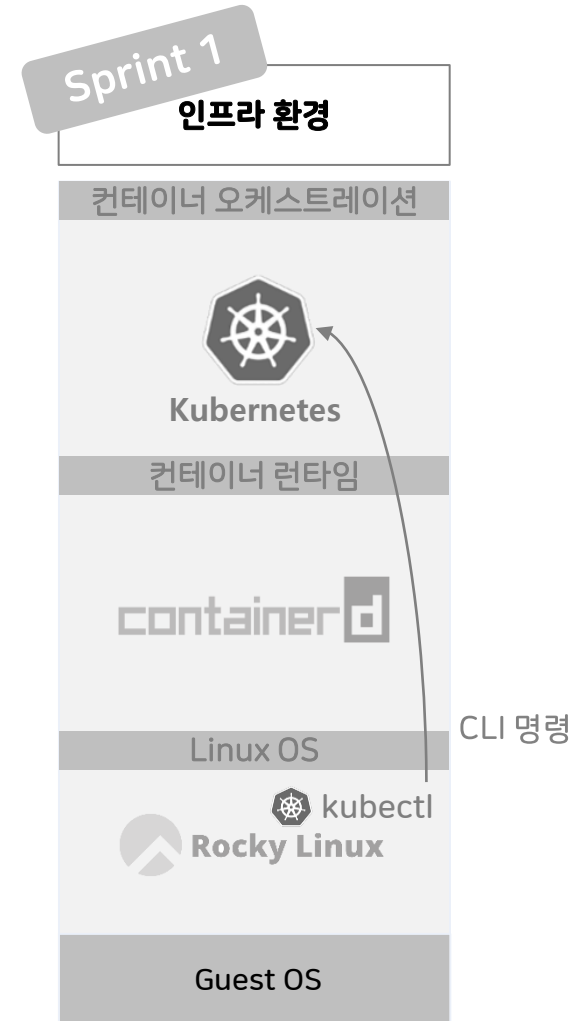 Sprint 1
인프라 환경
컨테이너 오케스트레이션
Kubernetes
컨테이너 런타임
containerd
CLI 명령
Linux OS
kubectl
Rocky Linux
Guest OS